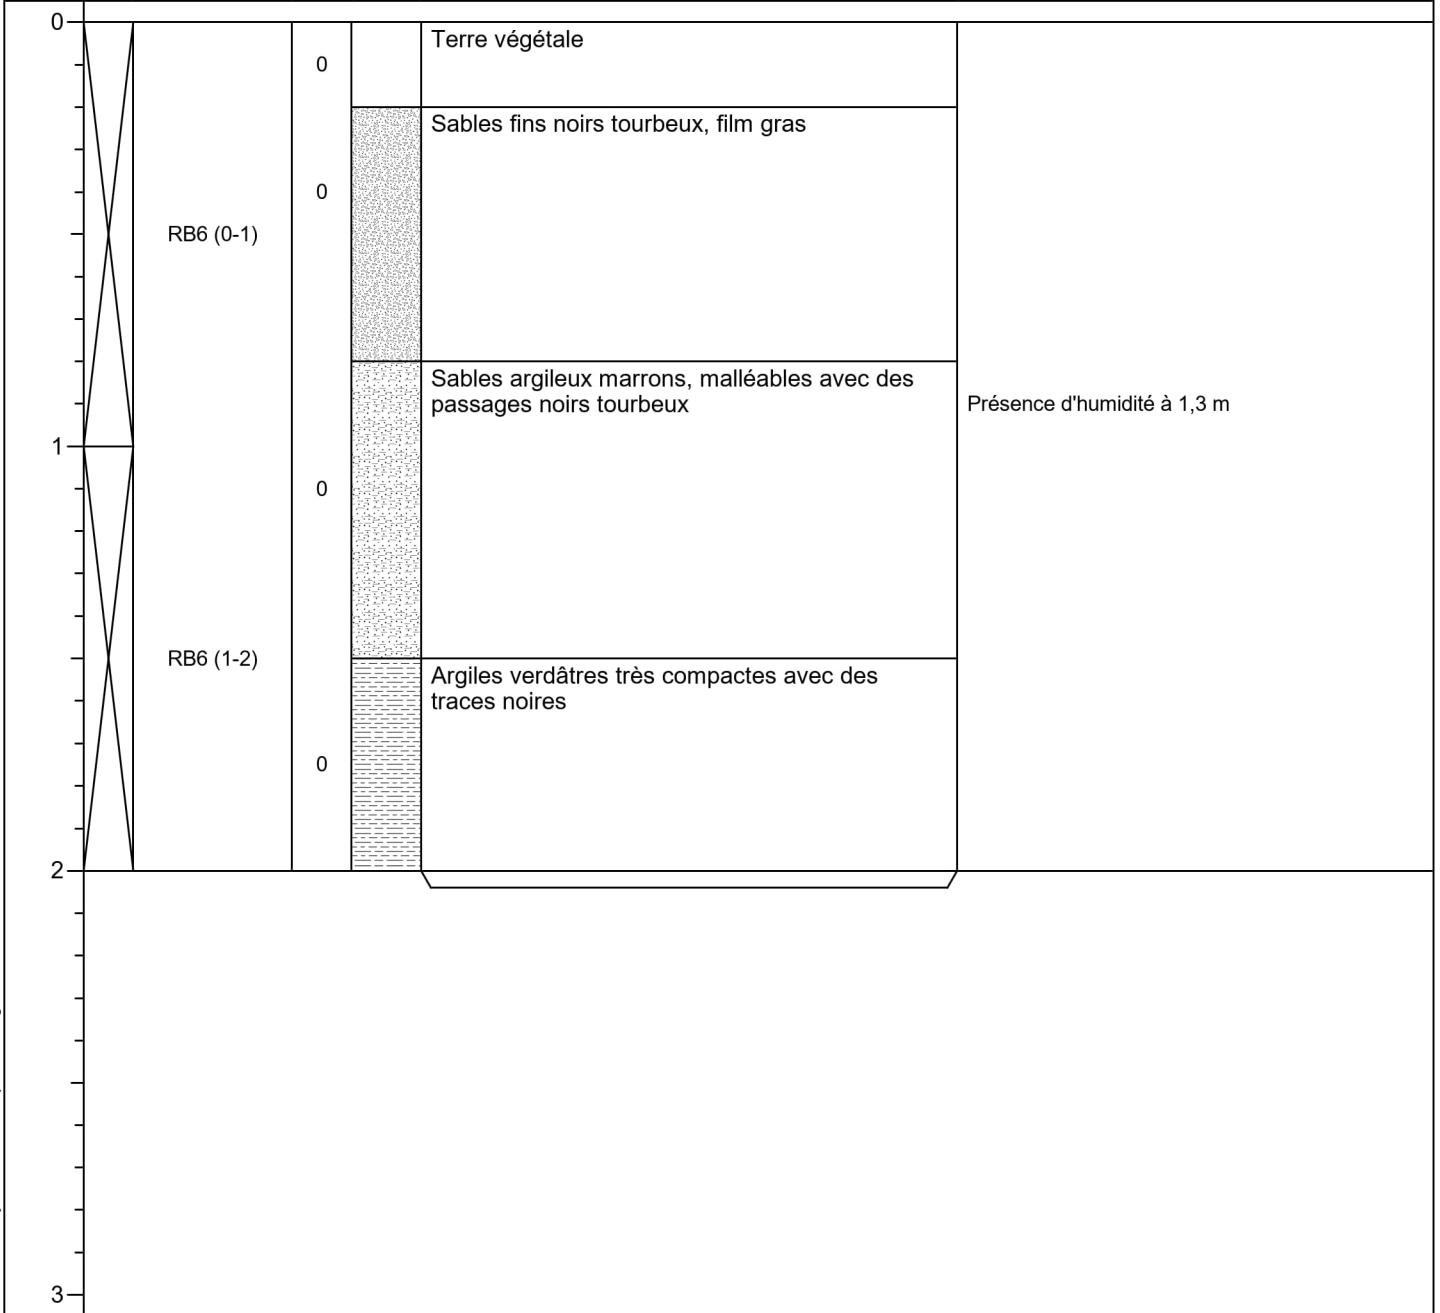 0
Terre végétale
0
Sables fins noirs tourbeux, film gras
0
RB6 (0-1)
Sables argileux marrons, malléables avec des
passages noirs tourbeux
Présence d'humidité à 1,3 m
1
0
RB6 (1-2)
Argiles verdâtres très compactes avec des
traces noires
0
2
3